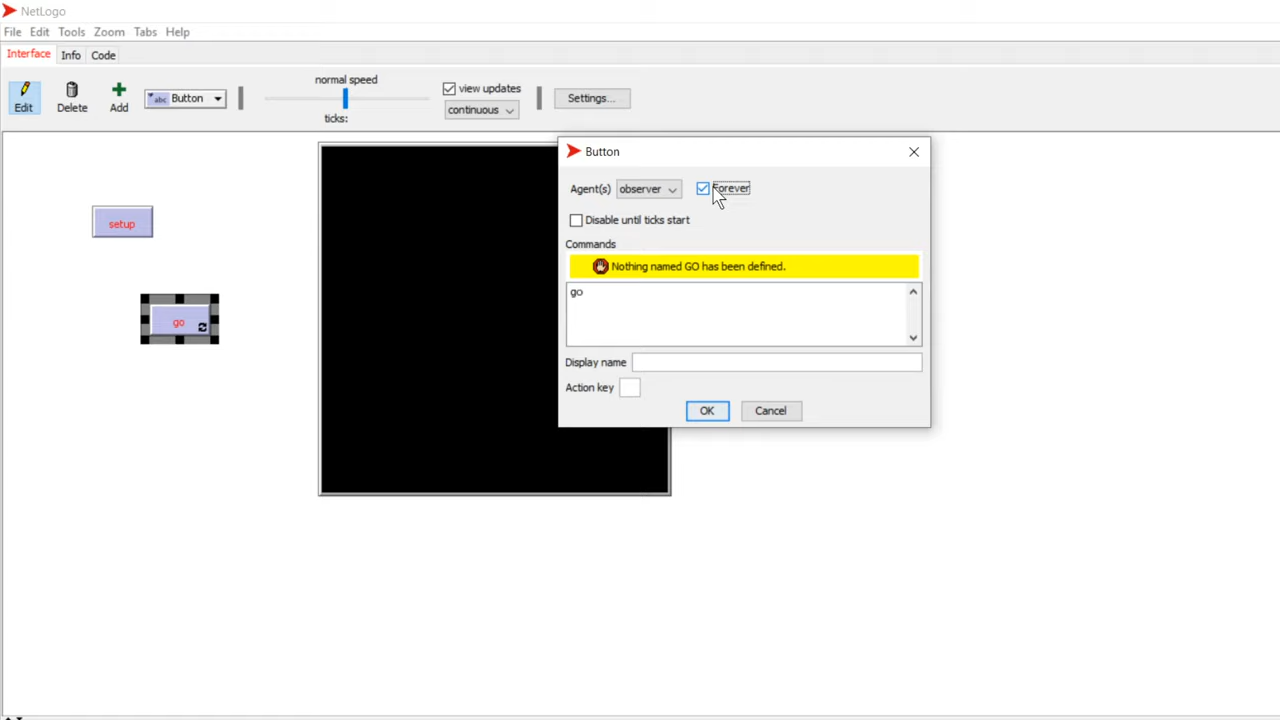 NetLogo
File Edit Tools Zoom Tabs Help
Interface Info Code
Edit Delete Add abc Button normal speed ticks: view updates continuous Settings...
Button
Agent(s) observer Forever
Disable until ticks start
Commands
Nothing named GO has been defined.
go
Display name
Action key
OK Cancel
setup
go